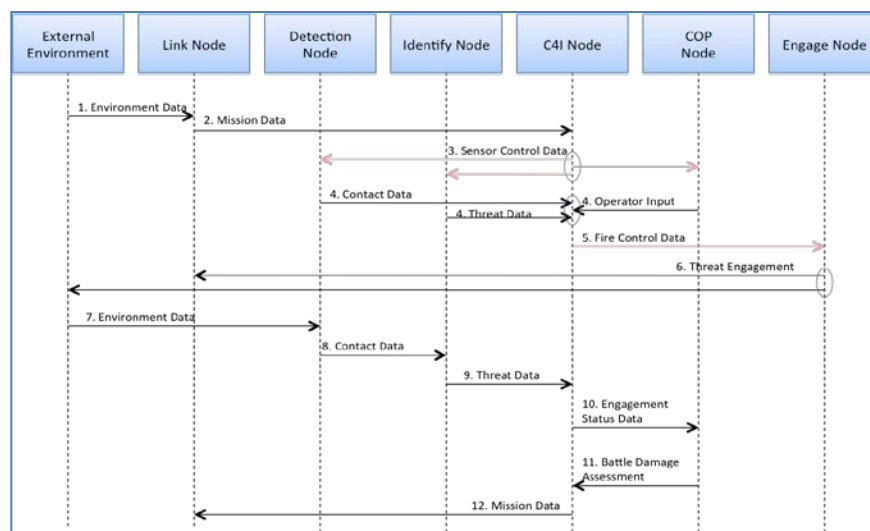 External
Environment
Link Node
Detection
Node
Identify Node
C4I Node
COP
Node
Engage Node
1. Environment Data
2. Mission Data
3. Sensor Control Data
4. Contact Data
4. Operator Input
4. Threat Data
5. Fire Control Data
6. Threat Engagement
7. Environment Data
8. Contact Data
9. Threat Data
10. Engagement
Status Data
11. Battle Damage
Assessment
12. Mission Data